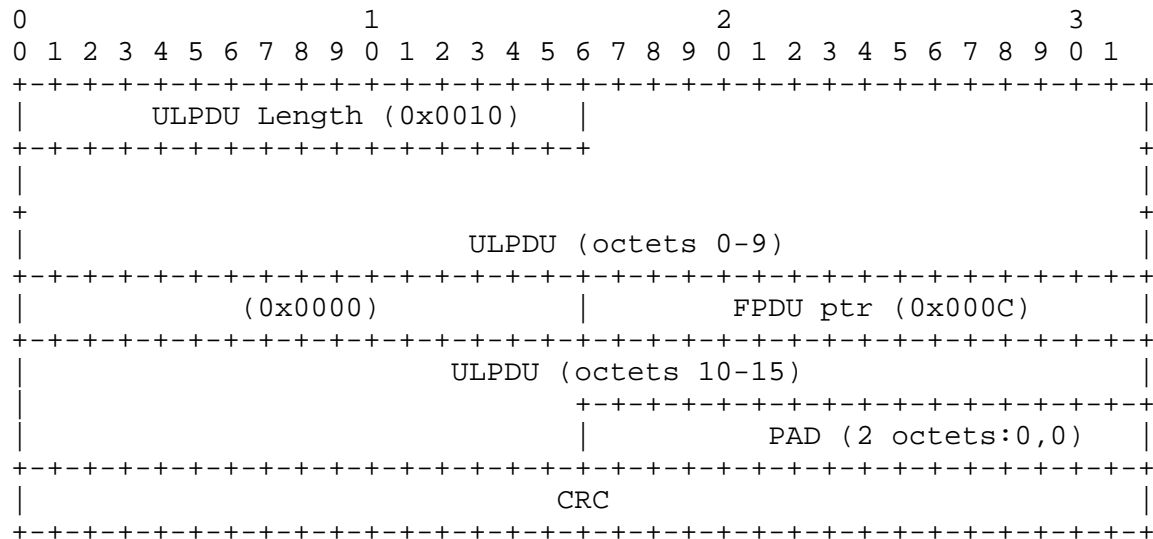 0                   1                   2                   3
0 1 2 3 4 5 6 7 8 9 0 1 2 3 4 5 6 7 8 9 0 1 2 3 4 5 6 7 8 9 0 1
+-+-+-+-+-+-+-+-+-+-+-+-+-+-+-+-+-+-+-+-+-+-+-+-+-+-+-+-+-+-+-+-+
|       ULPDU Length (0x0010)   |                               |
+-+-+-+-+-+-+-+-+-+-+-+-+-+-+-+-+                               +
|                                                               |
+                                                               +
|                         ULPDU (octets 0-9)                    |
+-+-+-+-+-+-+-+-+-+-+-+-+-+-+-+-+-+-+-+-+-+-+-+-+-+-+-+-+-+-+-+-+
|            (0x0000)           |        FPDU ptr (0x000C)      |
+-+-+-+-+-+-+-+-+-+-+-+-+-+-+-+-+-+-+-+-+-+-+-+-+-+-+-+-+-+-+-+-+
|                        ULPDU (octets 10-15)                   |
|                               +-+-+-+-+-+-+-+-+-+-+-+-+-+-+-+-+
|                               |          PAD (2 octets:0,0)   |
+-+-+-+-+-+-+-+-+-+-+-+-+-+-+-+-+-+-+-+-+-+-+-+-+-+-+-+-+-+-+-+-+
|                              CRC                              |
+-+-+-+-+-+-+-+-+-+-+-+-+-+-+-+-+-+-+-+-+-+-+-+-+-+-+-+-+-+-+-+-+